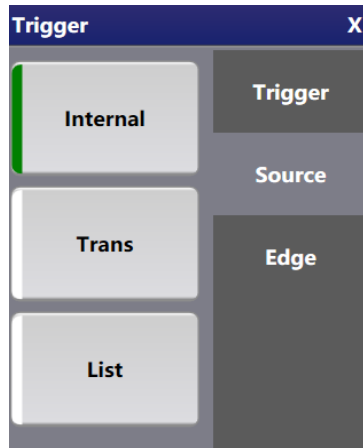 Trigger X
Internal
Trans
List
Trigger
Source
Edge